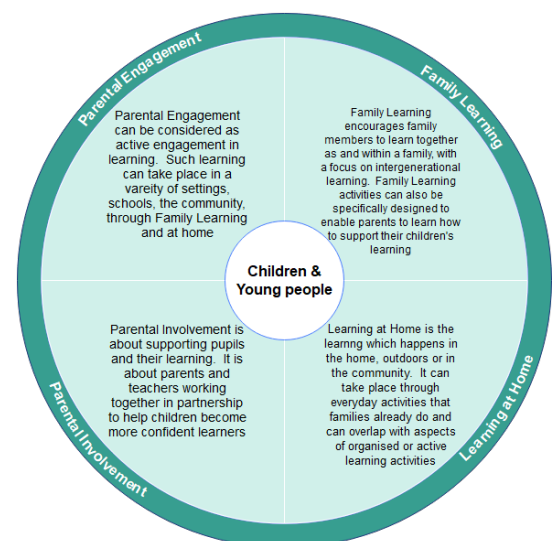 Parental Engagement
Parental Engagement
can be considered as
active engagement in
learning. Such learning
can take place in a
vareity of settings,
schools, the community,
through Family Learning
and at home
Family Learning
Family Learning
encourages family
members to learn together
as and within a family, with
a focus on intergenerational
learning. Family Learning
activities can also be
specifically designed to
enable parents to learn how
to support their children's
learning
Children &
Young people
Parental Involvement
Parental Involvement is
about supporting pupils
and their learning. It is
about parents and
teachers working
together in partnership
to help children become
more confident learners
Learning at Home
Learning at Home is the
learnng which happens in
the home, outdoors or in
the community. It can
take place through
everyday activities that
families already do and
can overlap with aspects
of organised or active
learning activities